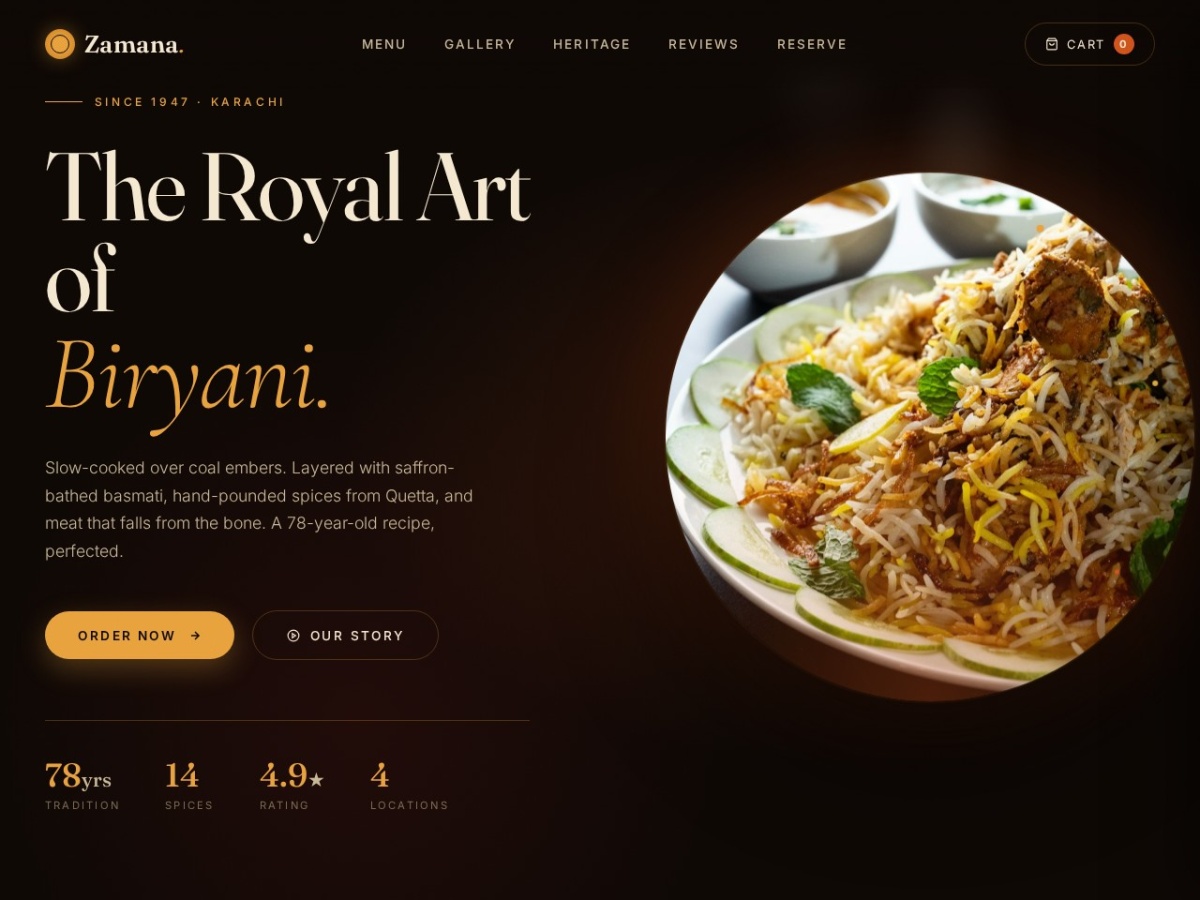 Zamana.
MENU
GALLERY
HERITAGE
REVIEWS
RESERVE
CART 0
SINCE 1947 · KARACHI
The Royal Art
of
Biryani.
Slow-cooked over coal embers. Layered with saffron-
bathed basmati, hand-pounded spices from Quetta, and
meat that falls from the bone. A 78-year-old recipe,
perfected.
ORDER NOW →
OUR STORY
78yrs
TRADITION
14
SPICES
4.9★
RATING
4
LOCATIONS